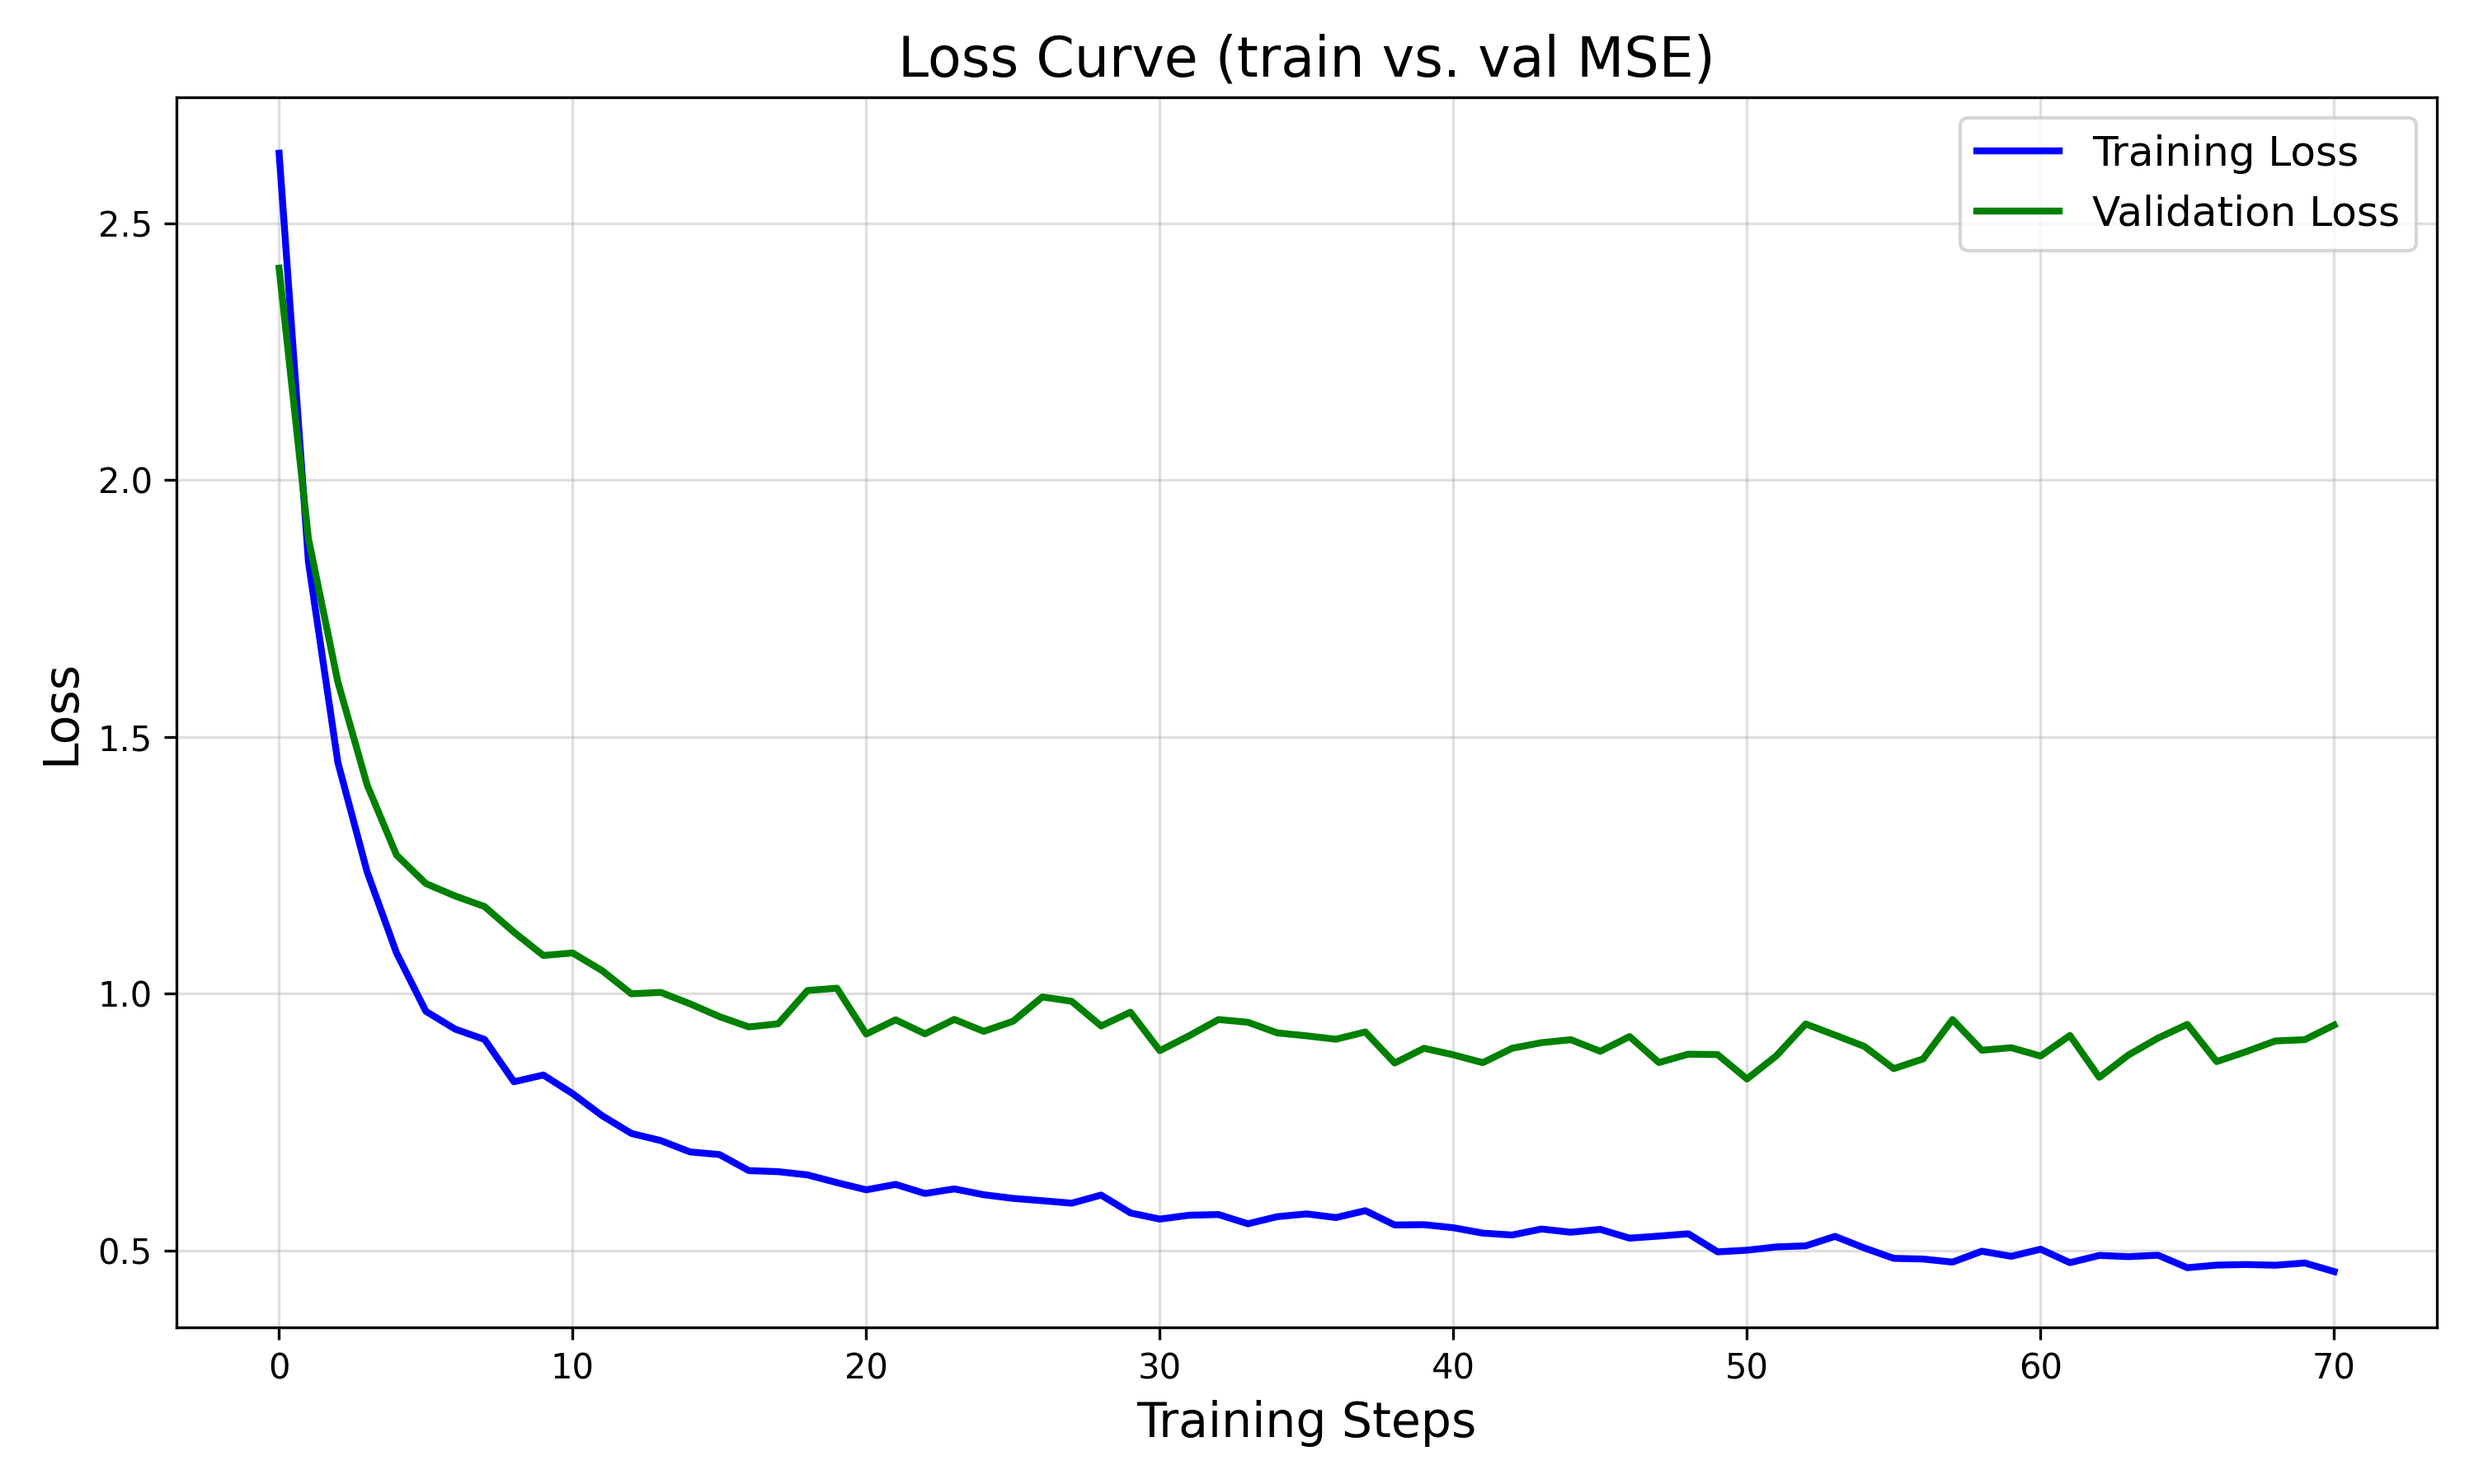 Loss Curve (train vs. val MSE)
Training Loss
Validation Loss
2.5
2.0
1.5
1.0
0.5
Loss
0 10 20 30 40 50 60 70
Training Steps